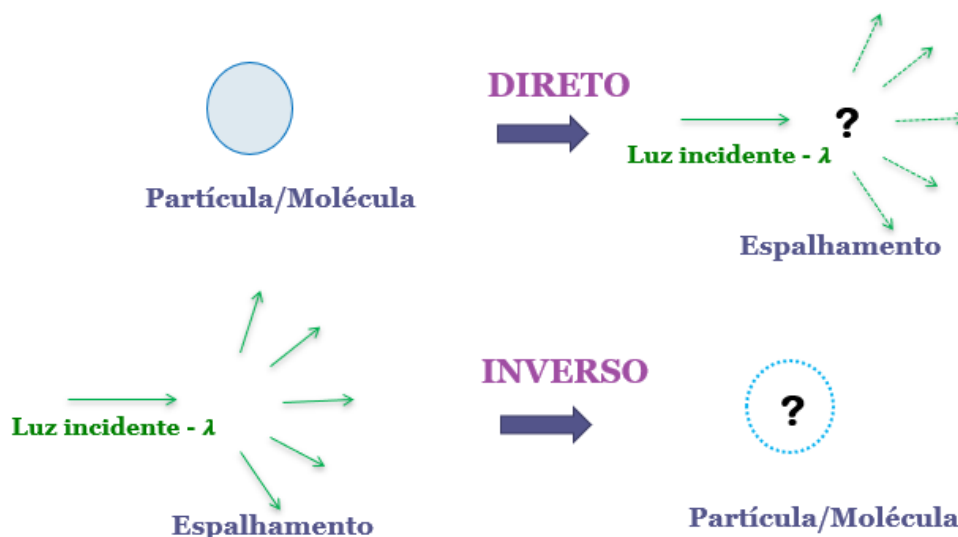 DIRETO
?
Luz incidente - λ
Partícula/Molécula
Espalhamento
INVERSO
?
Luz incidente - λ
Espalhamento
Partícula/Molécula